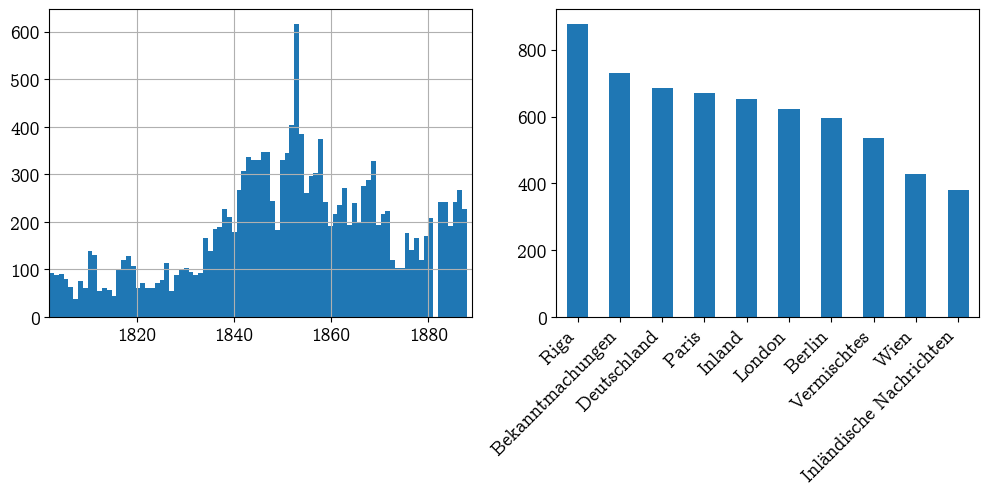 600
500
400
300
200
100
0
1820 1840 1860 1880
800
600
400
200
0
Riga
Bekanntmachungen
Deutschland
Paris
Inland
London
Berlin
Vermischtes
Wien
Inländische Nachrichten